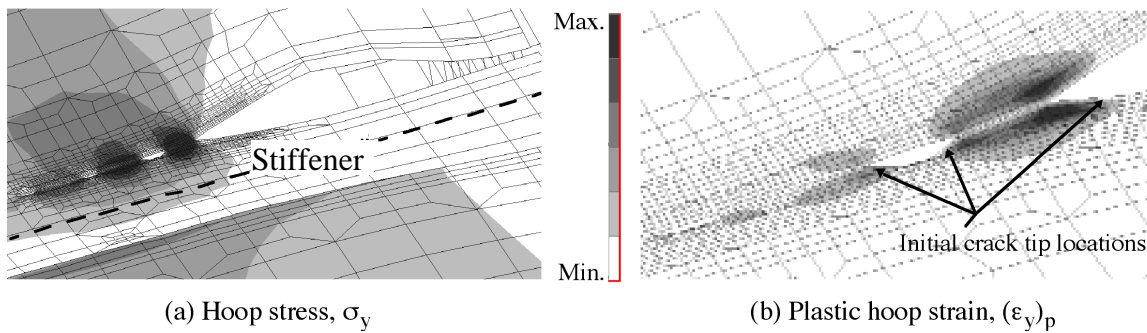 Max.
Stiffener
Initial crack tip locations
Min.
(a) Hoop stress, σy
(b) Plastic hoop strain, (εy)p